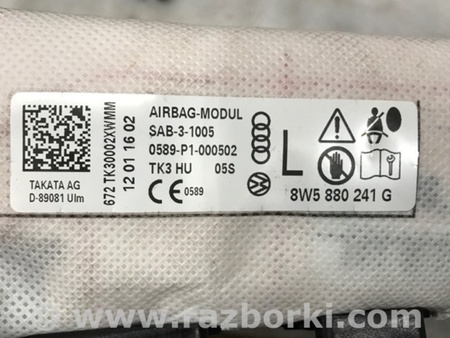 AIRBAG-MODUL
SAB-3-1005
0589-P1-000502
TK3 HU 05S
CE 0589
TAKATA AG
D-89081 Ulm
672 TK30002XWMM
12 01 16 02
L
8W5 880 241 G
www.razborki.com